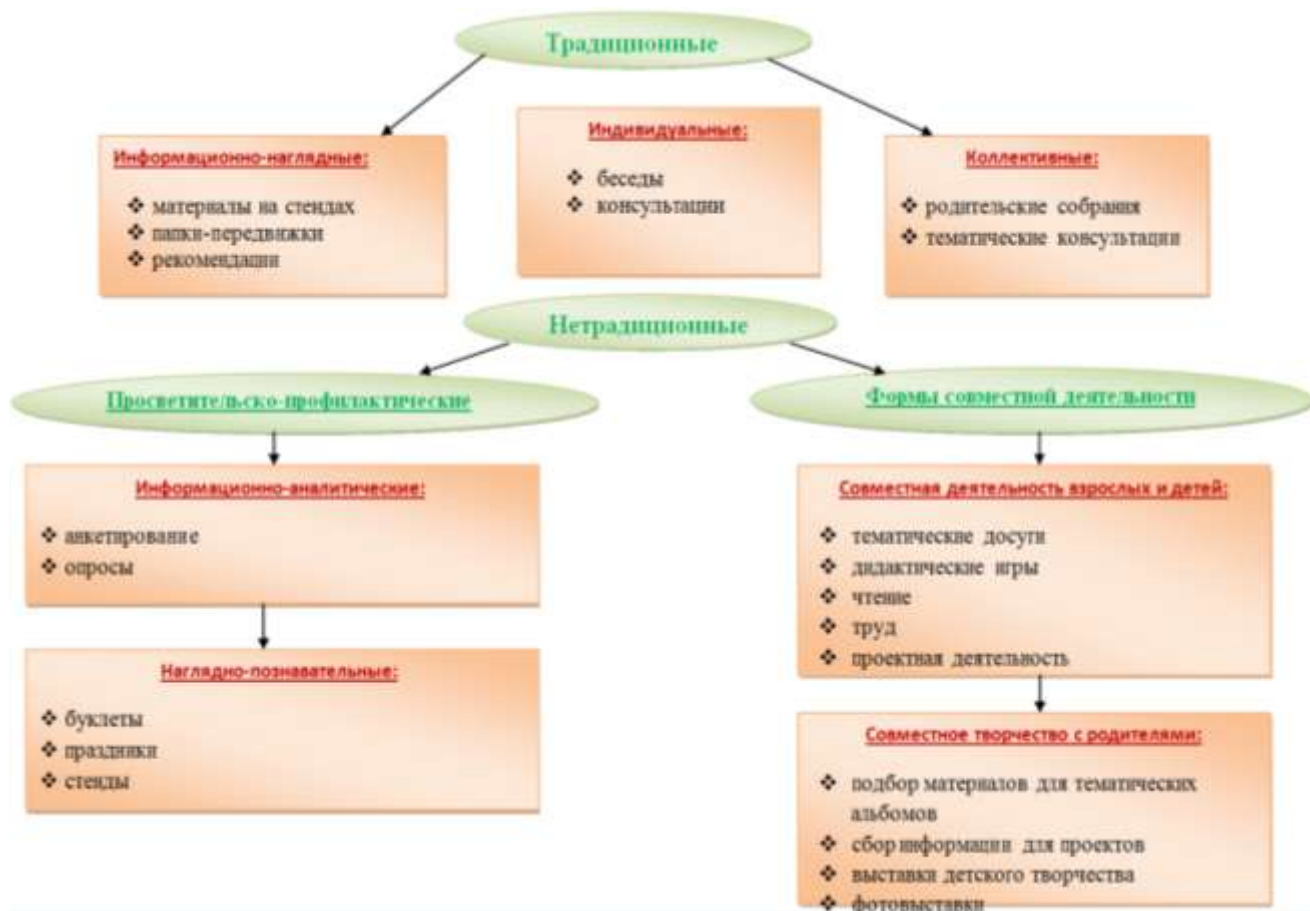 Традиционные
Информационно-наглядные:
❖ материалы на стендах
❖ папки-передвижки
❖ рекомендации
Индивидуальные:
❖ беседы
❖ консультации
Коллективные:
❖ родительские собрания
❖ тематические консультации
Нетрадиционные
Просветительско-профилактические
Формы совместной деятельности
Информационно-аналитические:
❖ анкетирование
❖ опросы
Наглядно-познавательные:
❖ буклеты
❖ праздники
❖ стенды
Совместная деятельность взрослых и детей:
❖ тематические досуги
❖ дидактические игры
❖ чтение
❖ труд
❖ проектная деятельность
Совместное творчество с родителями:
❖ подбор материалов для тематических
альбомов
❖ сбор информации для проектов
❖ выставки детского творчества
❖ фотовыставки